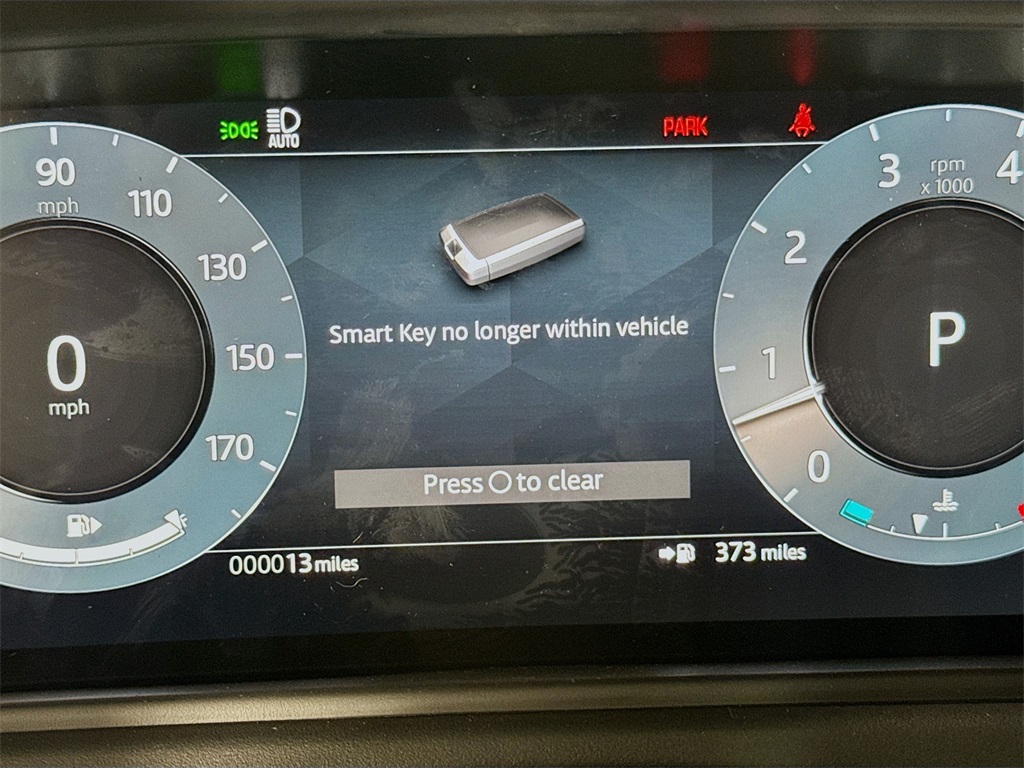 AUTO
PARK
90
mph
110
130
150
170
0
mph
Smart Key no longer within vehicle
Press O to clear
000013 miles
373 miles
4
3
rpm
x 1000
2
1
0
P